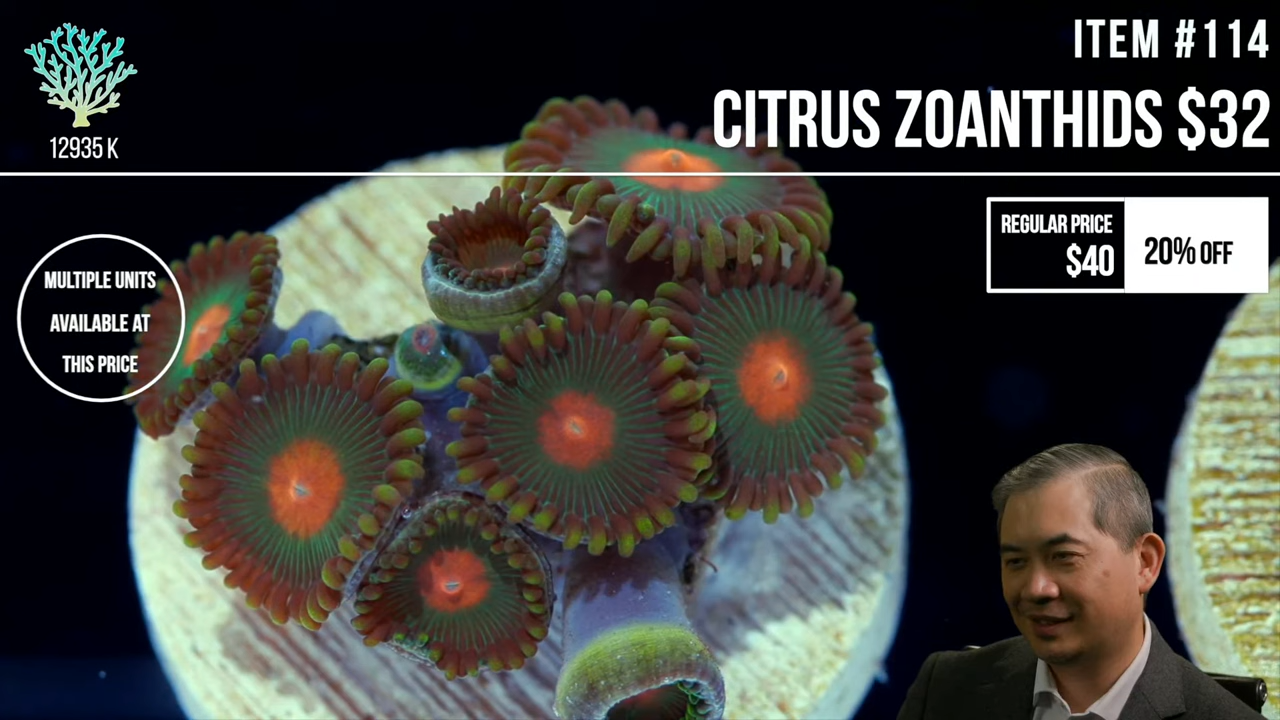 ITEM #114
CITRUS ZOANTHIDS $32
12935 K
REGULAR PRICE
$40
20% OFF
MULTIPLE UNITS
AVAILABLE AT
THIS PRICE